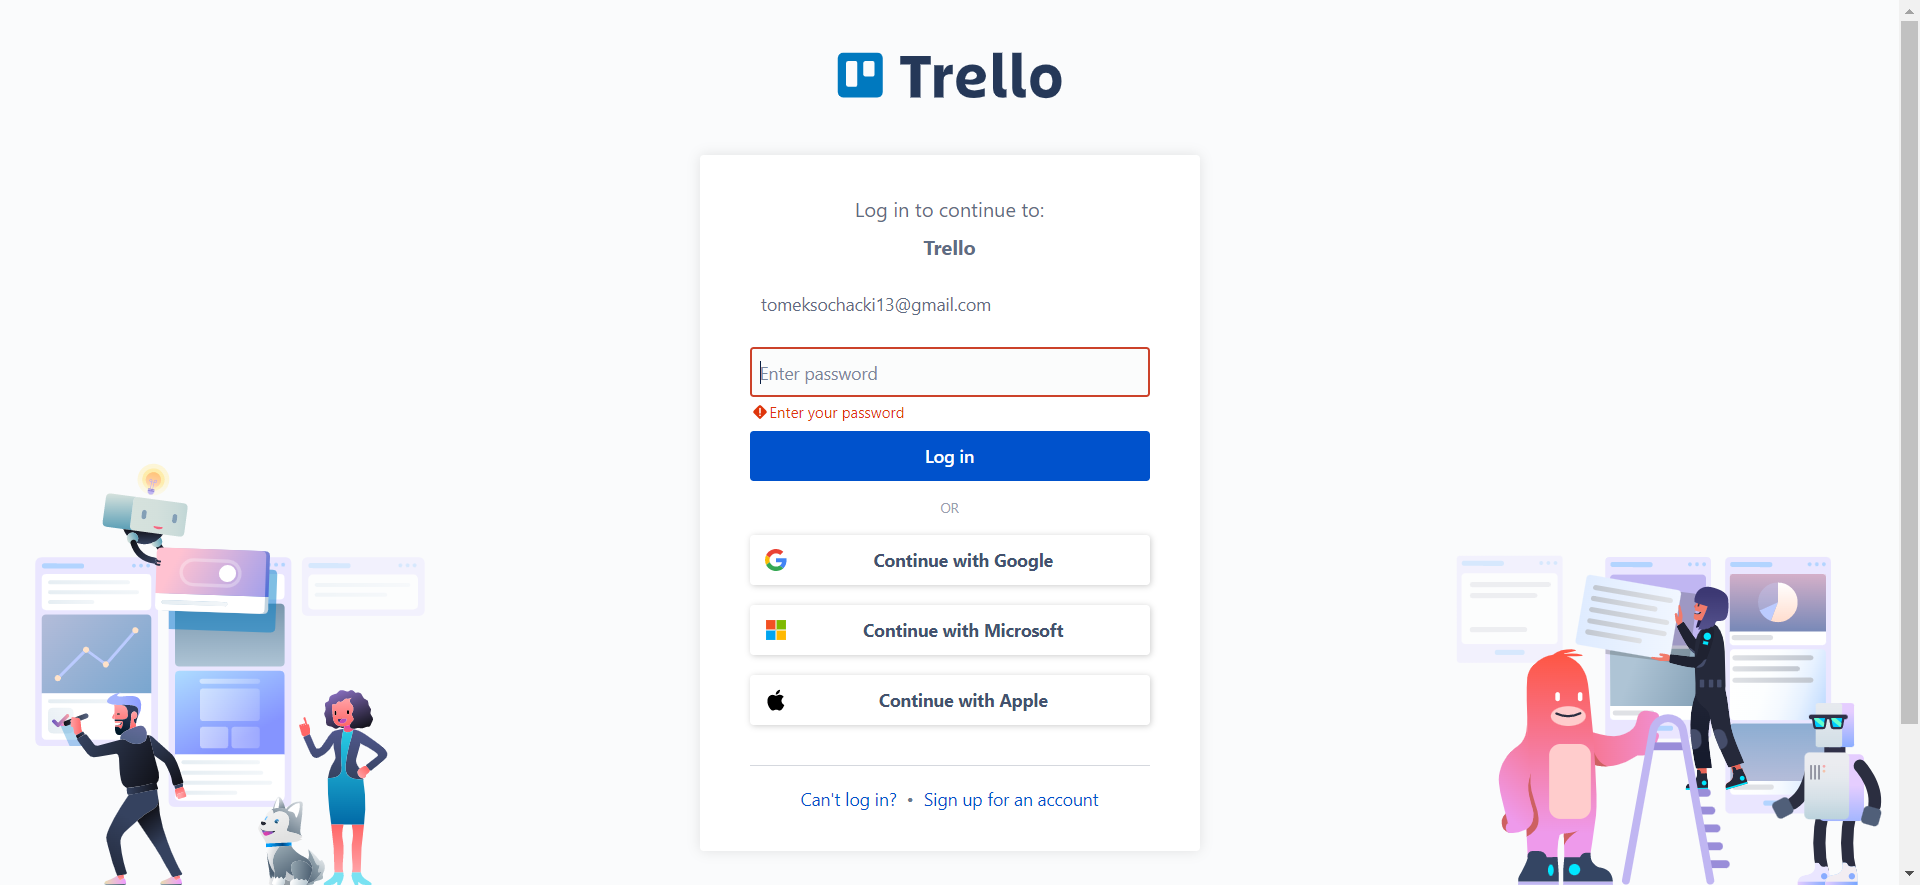 Trello
Log in to continue to:
Trello
tomeksochacki13@gmail.com
Enter password
Enter your password
Log in
OR
Continue with Google
Continue with Microsoft
Continue with Apple
Can't log in? • Sign up for an account